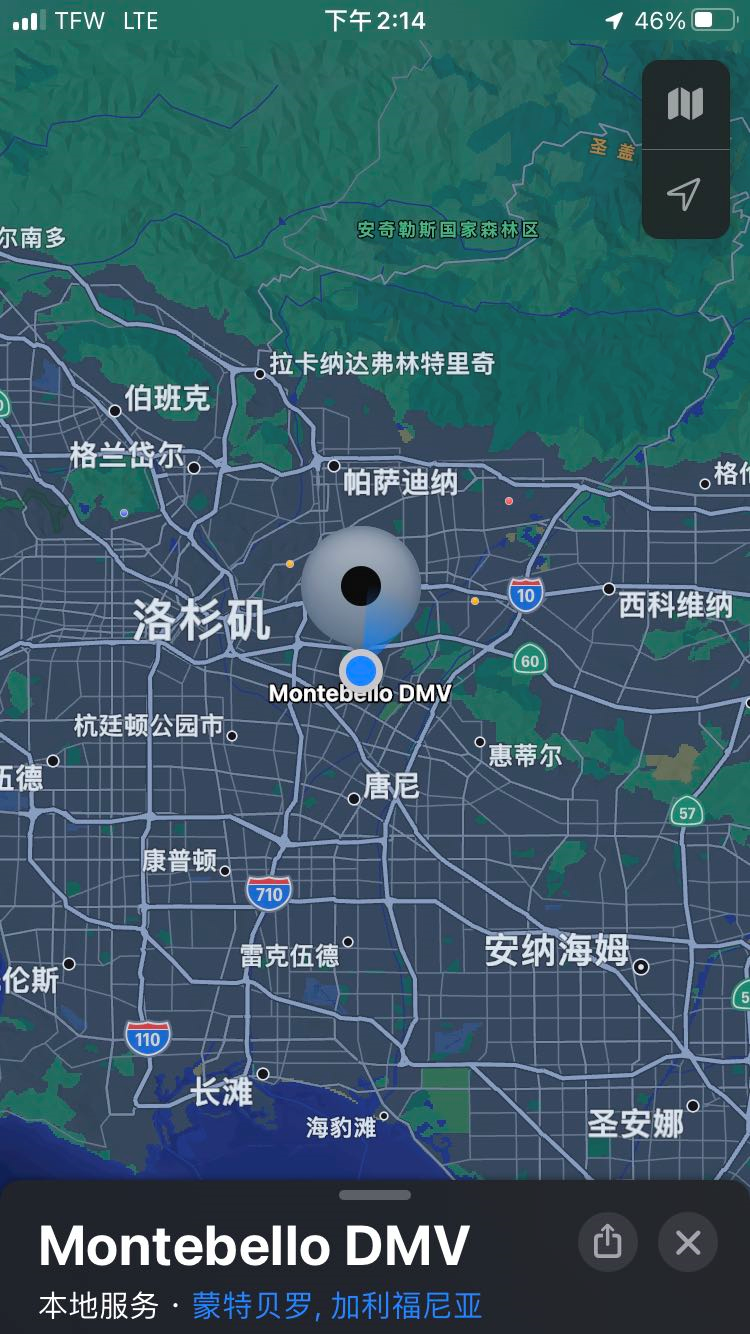 TFW LTE 下午2:14 46%
圣盖
安奇勒斯国家森林区
尔南多
拉卡纳达弗林特里奇
伯班克
格兰岱尔
帕萨迪纳
10
西科维纳
洛杉矶
60
Montebello DMV
杭廷顿公园市
惠蒂尔
伍德
唐尼
57
康普顿
710
雷克伍德
安纳海姆
伦斯
5
110
长滩
海豹滩
圣安娜
Montebello DMV
本地服务 · 蒙特贝罗, 加利福尼亚